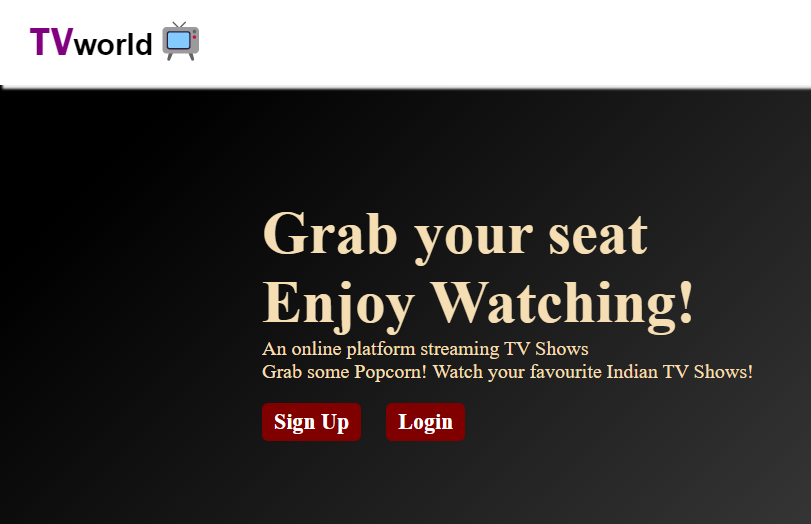 TVworld
Grab your seat
Enjoy Watching!
An online platform streaming TV Shows
Grab some Popcorn! Watch your favourite Indian TV Shows!
Sign Up Login